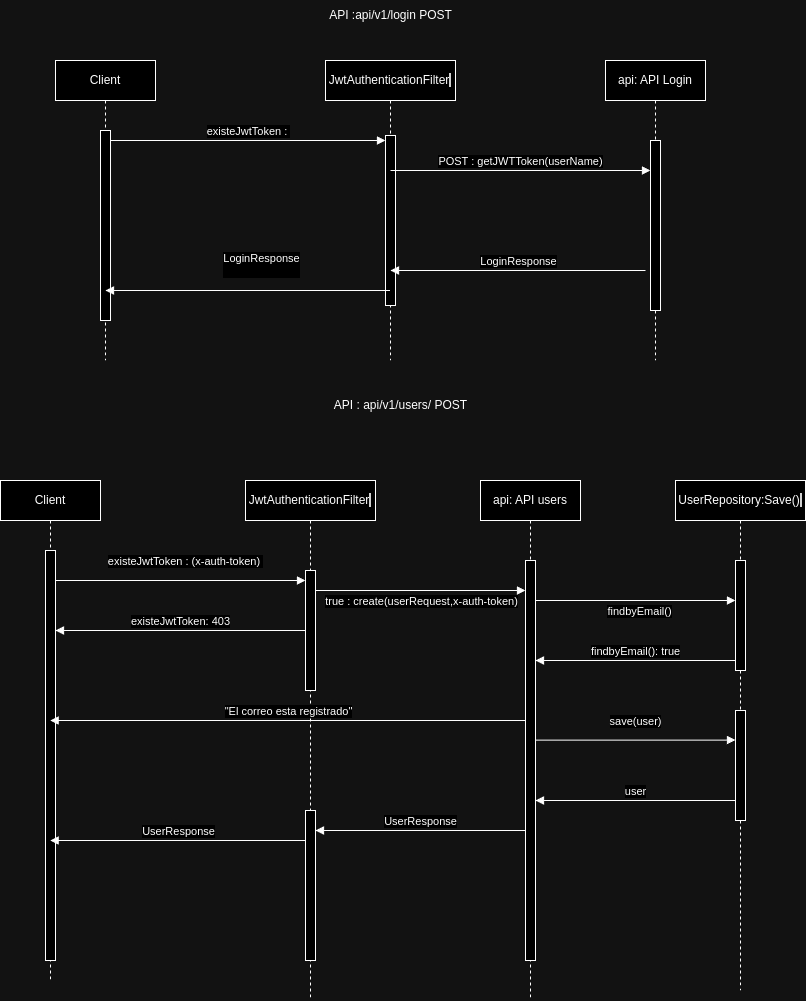 API :api/v1/login POST
Client
JwtAuthenticationFilter
api: API Login
existeJwtToken :
POST : getJWTToken(userName)
LoginResponse
LoginResponse
API : api/v1/users/ POST
Client
JwtAuthenticationFilter
api: API users
UserRepository:Save()
existeJwtToken : (x-auth-token)
true : create(userRequest,x-auth-token)
findbyEmail()
existeJwtToken: 403
findbyEmail(): true
"El correo esta registrado"
save(user)
user
UserResponse
UserResponse